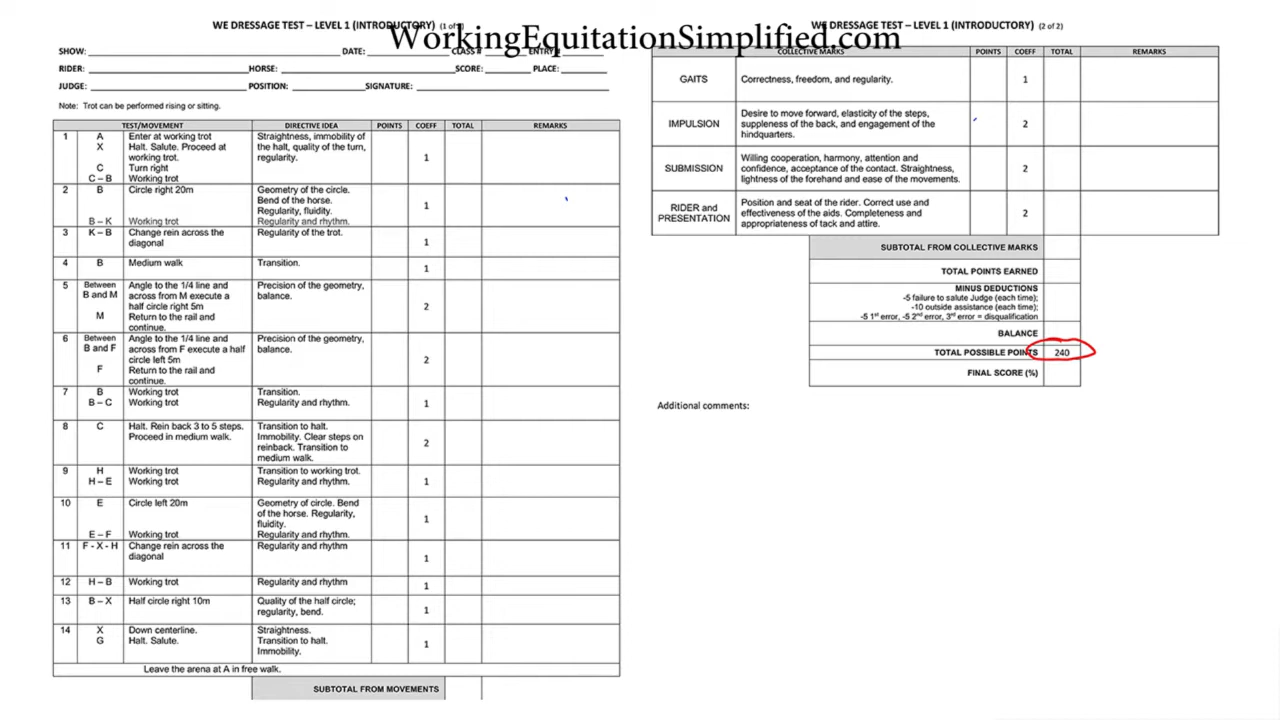 WorkingEquitationSimplified.com
WE DRESSAGE TEST – LEVEL 1 (INTRODUCTORY) (1 of
SHOW: DATE: CLASS # ENTRY #
RIDER: HORSE: SCORE: PLACE:
JUDGE: POSITION: SIGNATURE:
Note: Trot can be performed rising or sitting.
TEST/MOVEMENT DIRECTIVE IDEA POINTS COEFF TOTAL REMARKS
1 A Enter at working trot Straightness, immobility of
X Halt. Salute. Proceed at the halt, quality of the turn,
working trot. regularity. 1
C Turn right
C – B Working trot
2 B Circle right 20m Geometry of the circle.
Bend of the horse. 1
Regularity, fluidity.
B – K Working trot Regularity and rhythm.
3 K – B Change rein across the Regularity of the trot.
diagonal 1
4 B Medium walk Transition. 1
5 Between Angle to the 1/4 line and Precision of the geometry,
B and M across from M execute a balance.
half circle right 5m 2
M Return to the rail and
continue.
6 Between Angle to the 1/4 line and Precision of the geometry,
B and F across from F execute a half balance.
circle left 5m 2
F Return to the rail and
continue.
7 B Working trot Transition.
B – C Working trot Regularity and rhythm. 1
8 C Halt. Rein back 3 to 5 steps. Transition to halt.
Proceed in medium walk. Immobility. Clear steps on 2
reinback. Transition to
medium walk.
9 H Working trot Transition to working trot.
H – E Working trot Regularity and rhythm. 1
10 E Circle left 20m Geometry of circle. Bend
of the horse. Regularity, 1
fluidity.
E – F Working trot Regularity and rhythm.
11 F - X - H Change rein across the Regularity and rhythm
diagonal 1
12 H – B Working trot Regularity and rhythm 1
13 B – X Half circle right 10m Quality of the half circle;
regularity, bend. 1
14 X Down centerline. Straightness.
G Halt. Salute. Transition to halt. 1
Immobility.
Leave the arena at A in free walk.
SUBTOTAL FROM MOVEMENTS
WE DRESSAGE TEST – LEVEL 1 (INTRODUCTORY) (2 of 2)
COLLECTIVE MARKS POINTS COEFF TOTAL REMARKS
GAITS Correctness, freedom, and regularity. 1
Desire to move forward, elasticity of the steps,
IMPULSION suppleness of the back, and engagement of the 2
hindquarters.
Willing cooperation, harmony, attention and
SUBMISSION confidence, acceptance of the contact. Straightness, 2
lightness of the forehand and ease of the movements.
RIDER and Position and seat of the rider. Correct use and
PRESENTATION effectiveness of the aids. Completeness and 2
appropriateness of tack and attire.
SUBTOTAL FROM COLLECTIVE MARKS
TOTAL POINTS EARNED
MINUS DEDUCTIONS
-5 failure to salute Judge (each time);
-10 outside assistance (each time);
-5 1st error, -5 2nd error, 3rd error = disqualification
BALANCE
TOTAL POSSIBLE POINTS 240
FINAL SCORE (%)
Additional comments: